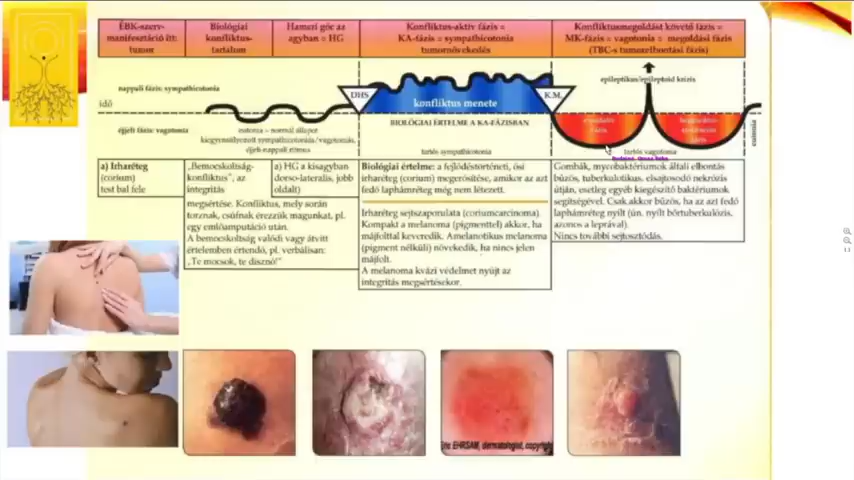 ÉBK-szerv-
manifesztáció itt:
tumor
Biológiai
konfliktus-
tartalom
Hameri góc az
agyban = HG
Konfliktus-aktív fázis =
KA-fázis = sympathicotonia
tumornövekedés
Konfliktusmegoldást követő fázis =
MK-fázis = vagotonia = megoldási fázis
(TBC-s tumorelbontási fázis)
epileptikus/epileptoid krízis
nappali fázis: sympathicotonia
DHS
K.M.
idő
konfliktus menete
BIOLÓGIAI ÉRTELME A KA-FÁZISBAN
éjjeli fázis: vagotonia
eutonia = normál állapot
kiegyensúlyozott sympathicotonia/vagotonia,
éjjeli-nappali ritmus
tartós sympathicotonia
tartós vagotonia
eutonia
a) Irharéteg
(corium)
test bal fele
„Bemocskoltság-
konfliktus", az
integritás
megsértése. Konfliktus, mely során
torznak, csúfnak érezzük magunkat, pl.
egy emlőamputáció után.
A bemocskoltság valódi vagy átvitt
értelemben értendő, pl. verbálisan:
„Te mocsok, te disznó!"
a) HG a kisagyban
dorso-lateralis, jobb
oldalt)
Biológiai értelme: a fejlődéstörténeti, ősi
irharéteg (corium) megerősítése, amikor az azt
fedő laphámréteg még nem létezett.
Irharéteg sejtszaporulata (coriumcarcinoma).
Kompakt a melanoma (pigmenttel) akkor, ha
májfolttal keveredik. Amelanotikus melanoma
(pigment nélküli) növekedik, ha nincs jelen
májfolt.
A melanoma kvázi védelmet nyújt az
integritás megsértésekor.
Gombák, mycobaktériumok általi elbontás
bűzös, tuberkulotikus, elsajtosodó nekrózis
útján, esetleg egyéb kiegészítő baktériumok
segítségével. Csak akkor bűzös, ha az azt fedő
laphámréteg nyílt (ún. nyílt bőrtuberkulózis,
azonos a leprával).
Nincs további sejtosztódás.
Eric EHRSAM, dermatologist, copyright